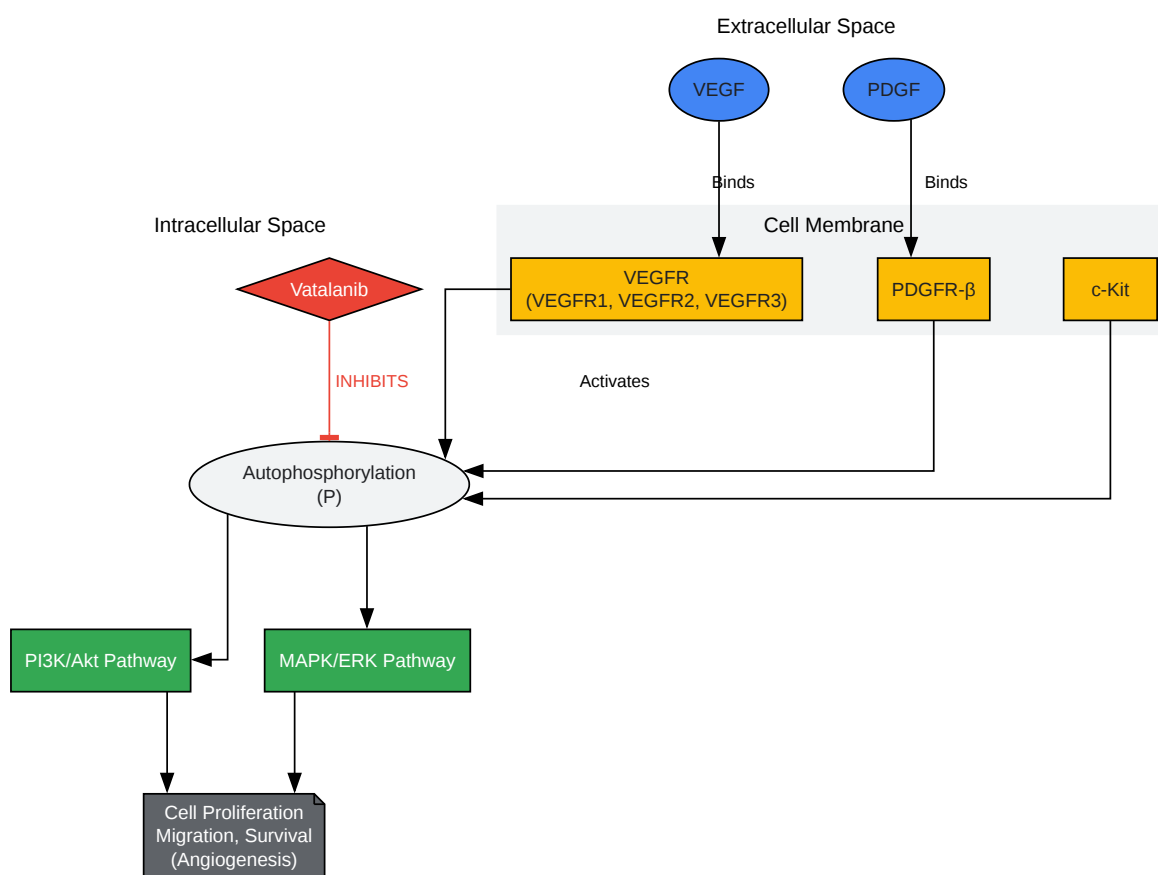 Extracellular Space
VEGF
PDGF
Binds
Binds
Intracellular Space
Cell Membrane
Vatalanib
VEGFR
(VEGFR1, VEGFR2, VEGFR3)
PDGFR-β
c-Kit
INHIBITS
Activates
Autophosphorylation
(P)
PI3K/Akt Pathway
MAPK/ERK Pathway
Cell Proliferation
Migration, Survival
(Angiogenesis)